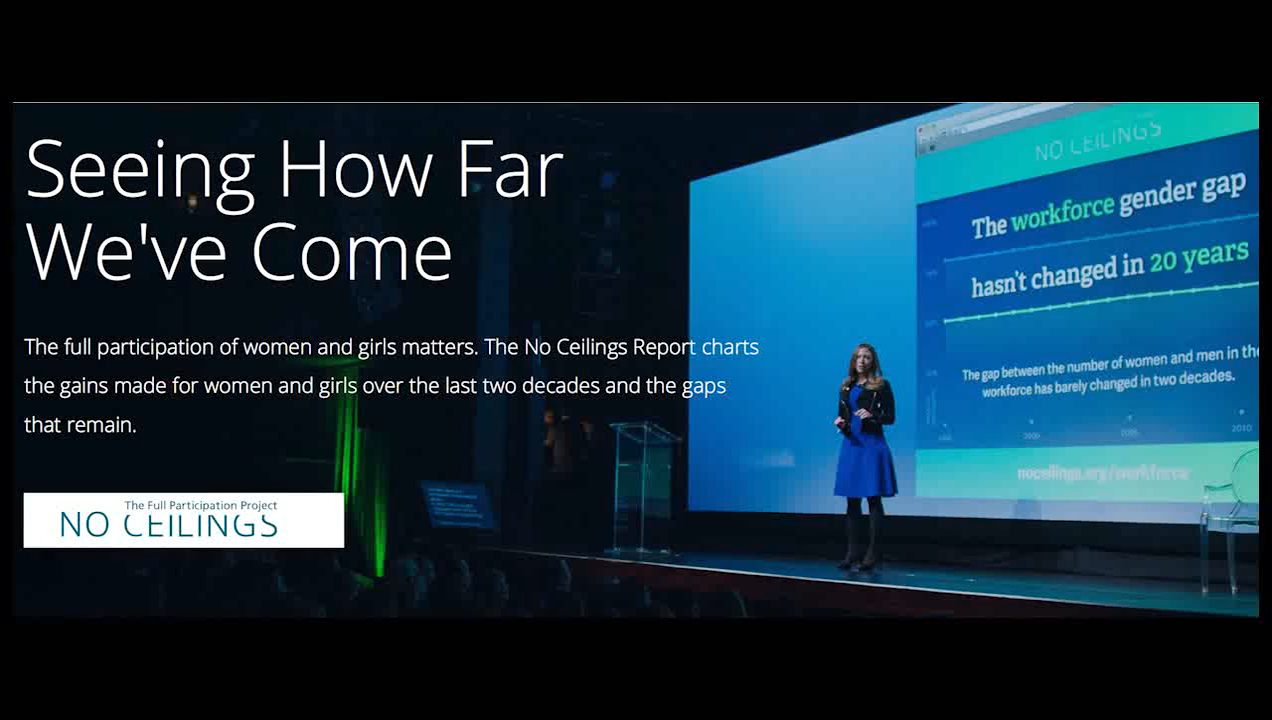 Seeing How Far
We've Come
The full participation of women and girls matters. The No Ceilings Report charts
the gains made for women and girls over the last two decades and the gaps
that remain.
The Full Participation Project
NO CEILINGS
NO CEILINGS
The workforce gender gap
hasn't changed in 20 years
The gap between the number of women and men in the
workforce has barely changed in two decades.
2000
2010
noceilings.org/workforce